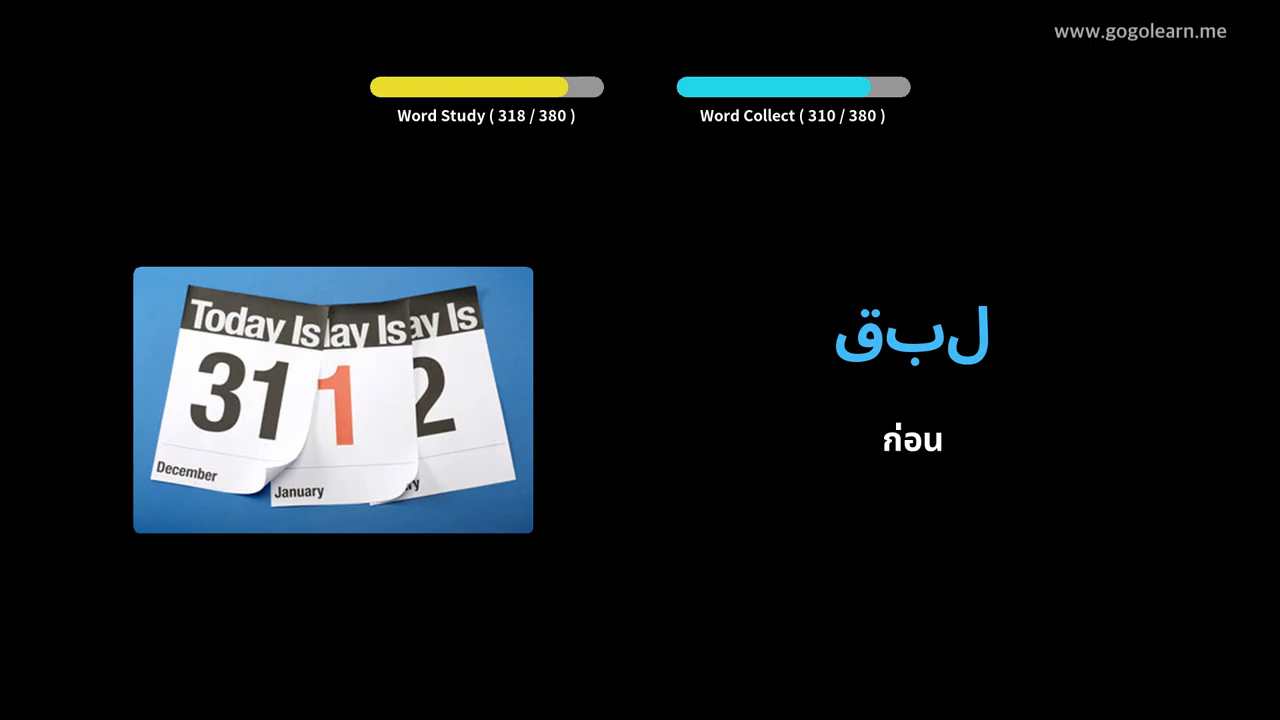 www.gogolearn.me
Word Study ( 318 / 380 )
Word Collect ( 310 / 380 )
Today Is
31
December
ay Is
1
January
ay Is
2
ry
قبل
ก่อน